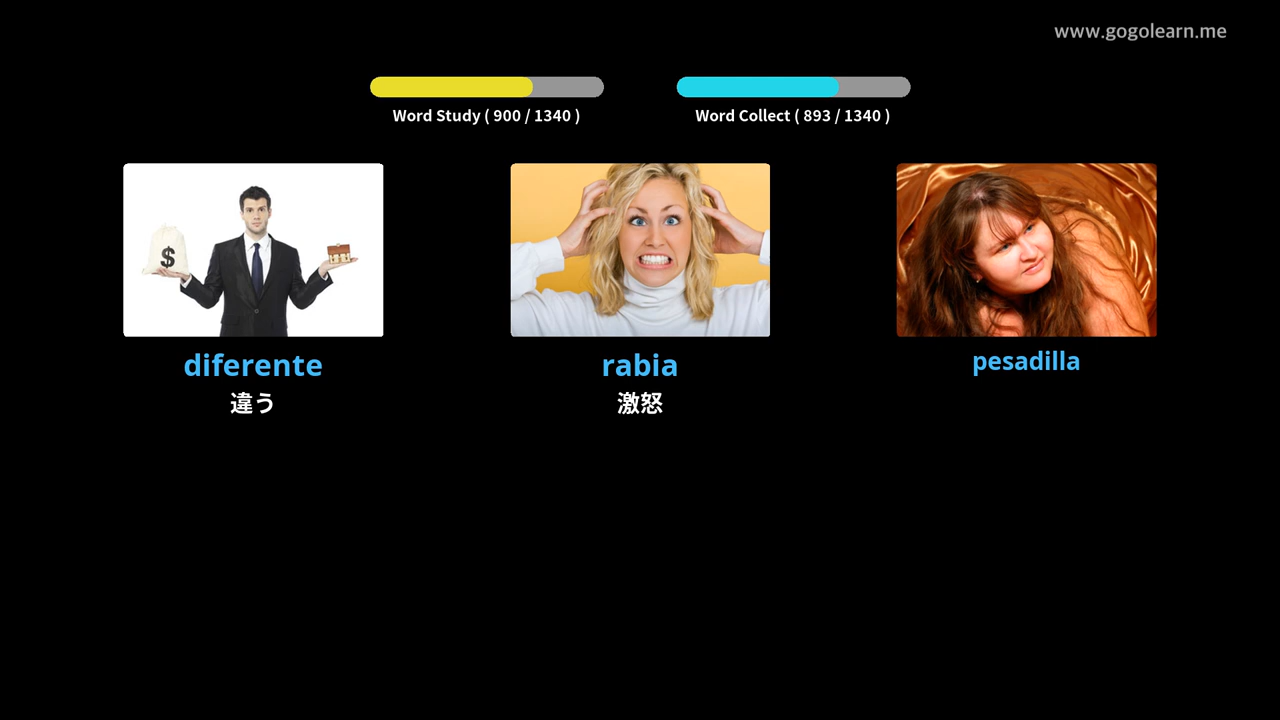 www.gogolearn.me
Word Study ( 900 / 1340 )
Word Collect ( 893 / 1340 )
$
diferente
rabia
pesadilla
違う
激怒